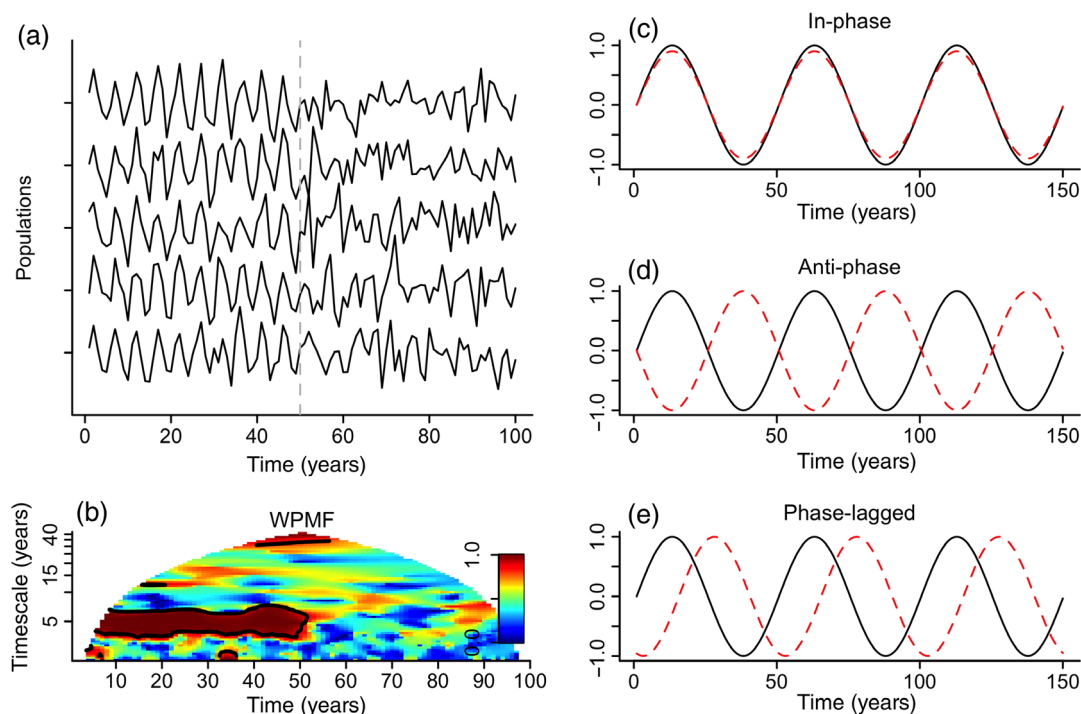 (a)
Populations
0 20 40 60 80 100
Time (years)
(b)
WPMF
Timescale (years)
40
15
5
1.0
0.0
10 20 30 40 50 60 70 80 90 100
Time (years)
(c)
In-phase
1.0
0.0
-1.0
0 50 100 150
Time (years)
(d)
Anti-phase
1.0
0.0
-1.0
0 50 100 150
Time (years)
(e)
Phase-lagged
1.0
0.0
-1.0
0 50 100 150
Time (years)